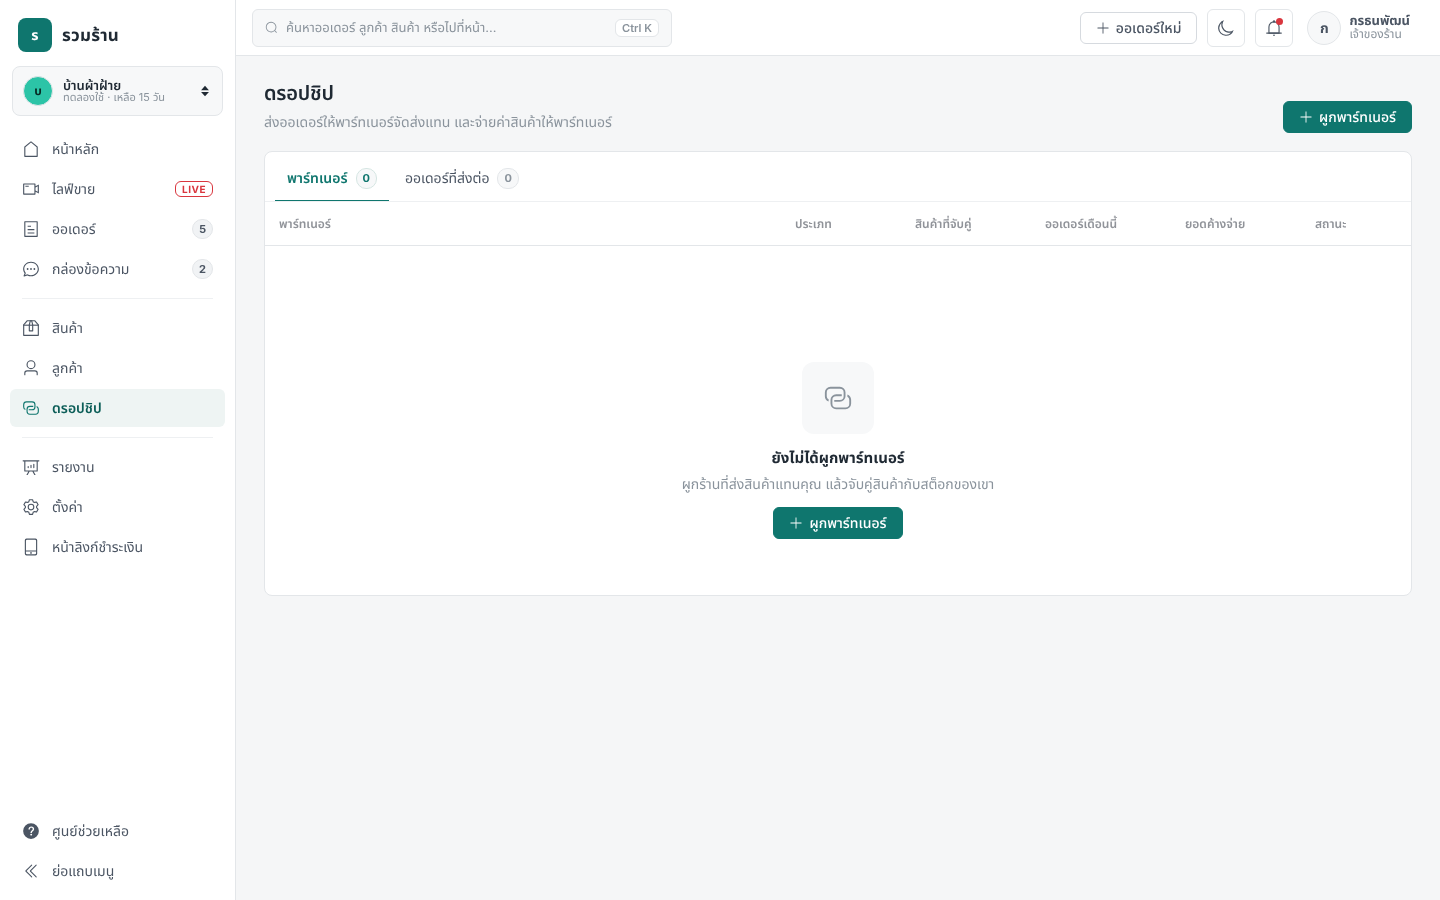 ร
รวมร้าน
บ
บ้านผ้าฝ้าย
ทดลองใช้ · เหลือ 15 วัน
หน้าหลัก
ไลฟ์ขาย
LIVE
ออเดอร์
5
กล่องข้อความ
2
สินค้า
ลูกค้า
ดรอปชิป
รายงาน
ตั้งค่า
หน้าลิงก์ชำระเงิน
ศูนย์ช่วยเหลือ
ย่อแถบเมนู
ค้นหาออเดอร์ ลูกค้า สินค้า หรือไปที่หน้า...
Ctrl K
ออเดอร์ใหม่
ก
กรธนพัฒน์
เจ้าของร้าน
ดรอปชิป
ส่งออเดอร์ให้พาร์ทเนอร์จัดส่งแทน และจ่ายค่าสินค้าให้พาร์ทเนอร์
ผูกพาร์ทเนอร์
พาร์ทเนอร์ 0
ออเดอร์ที่ส่งต่อ 0
พาร์ทเนอร์ ประเภท สินค้าที่จับคู่ ออเดอร์เดือนนี้ ยอดค้างจ่าย สถานะ
ยังไม่ได้ผูกพาร์ทเนอร์
ผูกร้านที่ส่งสินค้าแทนคุณ แล้วจับคู่สินค้ากับสต็อกของเขา
ผูกพาร์ทเนอร์